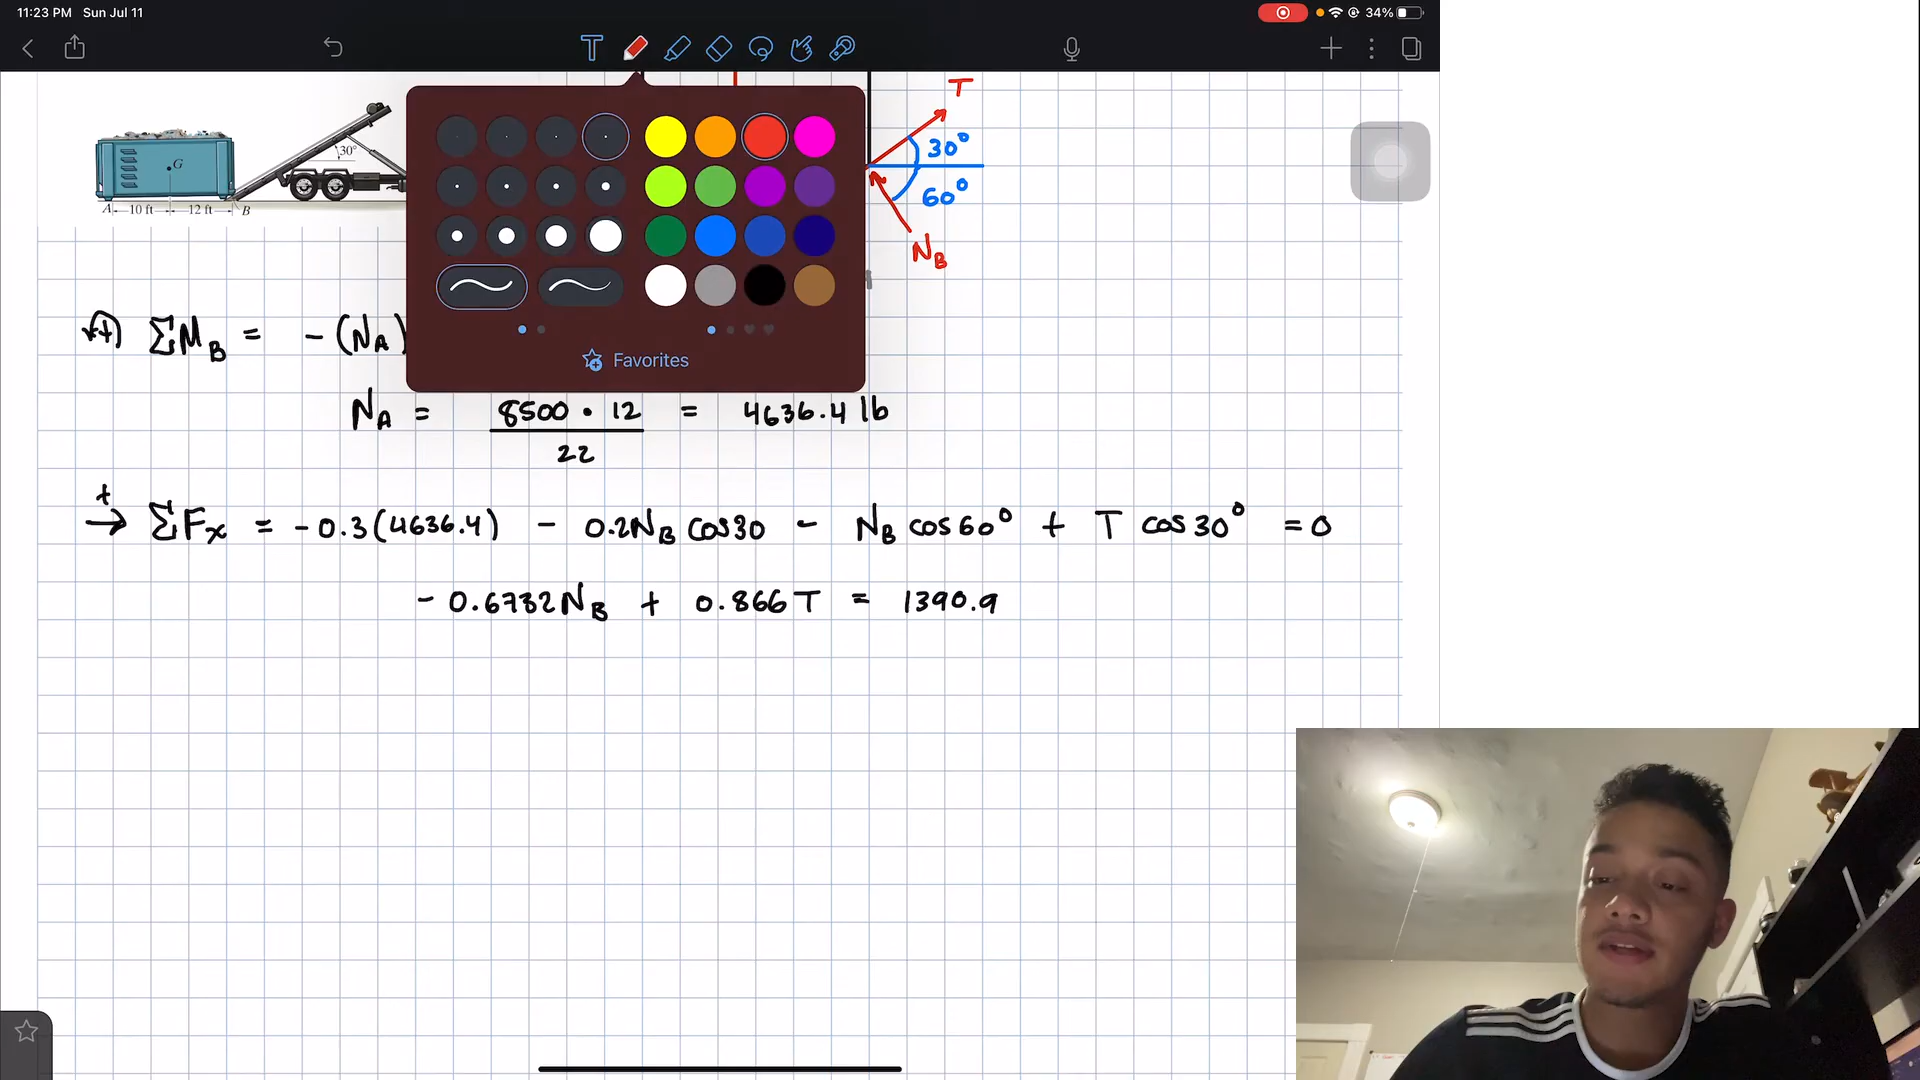 11:23 PM Sun Jul 11
34%
T
T
30°
60°
N_B
30°
G
A 10 ft 12 ft B
+) ΣM_B = - (N_A)
Favorites
N_A = 8500 · 12 = 4636.4 lb
22
+
→ ΣF_x = -0.3(4636.4) - 0.2N_B cos30 - N_B cos60° + T cos30° = 0
- 0.6732N_B + 0.866T = 1390.9